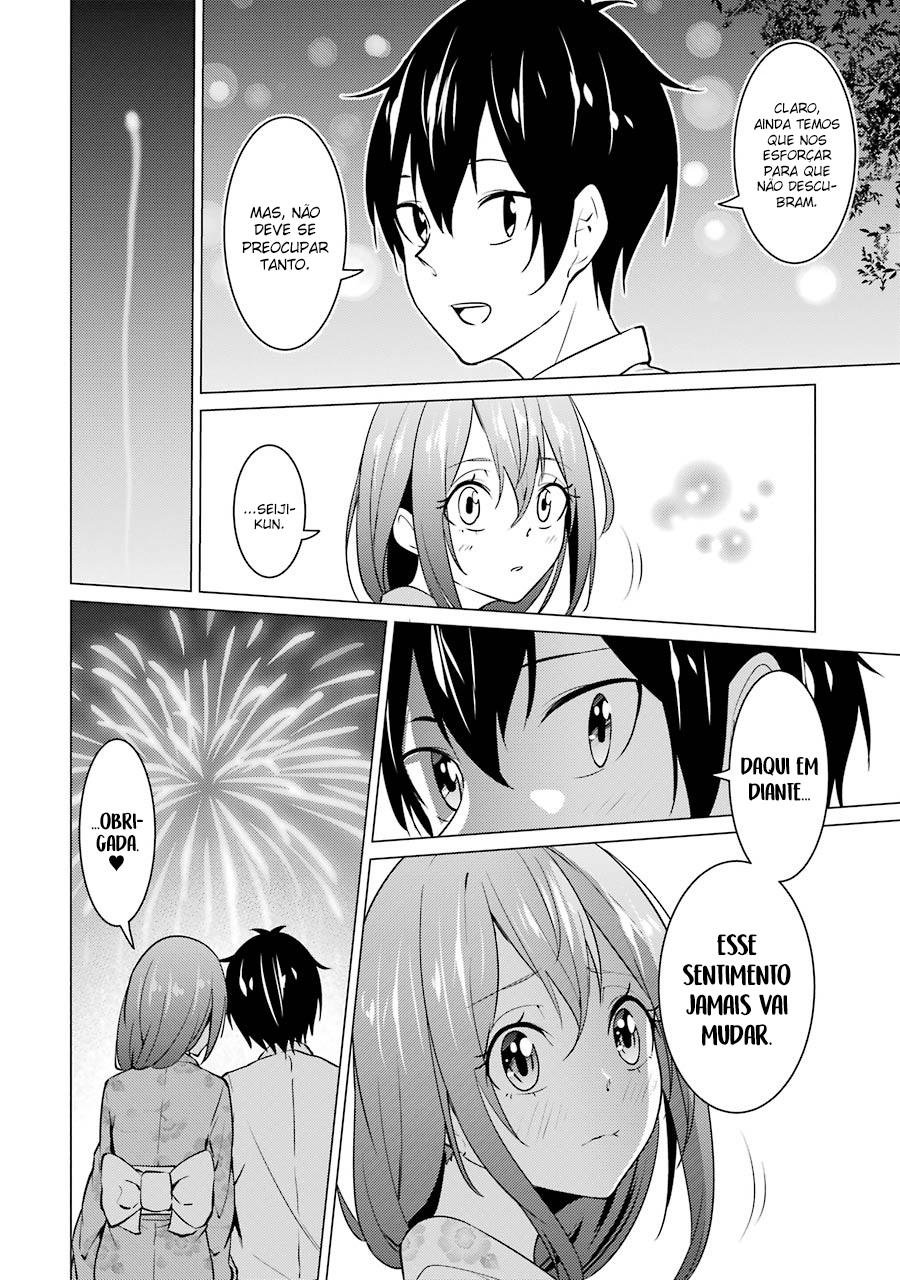 CLARO,
AINDA TEMOS
QUE NOS
ESFORÇAR
PARA QUE
NÃO DESCU-
BRAM.
MAS, NÃO
DEVE SE
PREOCUPAR
TANTO.
...SEIJI-
KUN.
DAQUI EM
DIANTE...
ESSE
SENTIMENTO
JAMAIS VAI
MUDAR.
...OBRI-
GADA.
♥